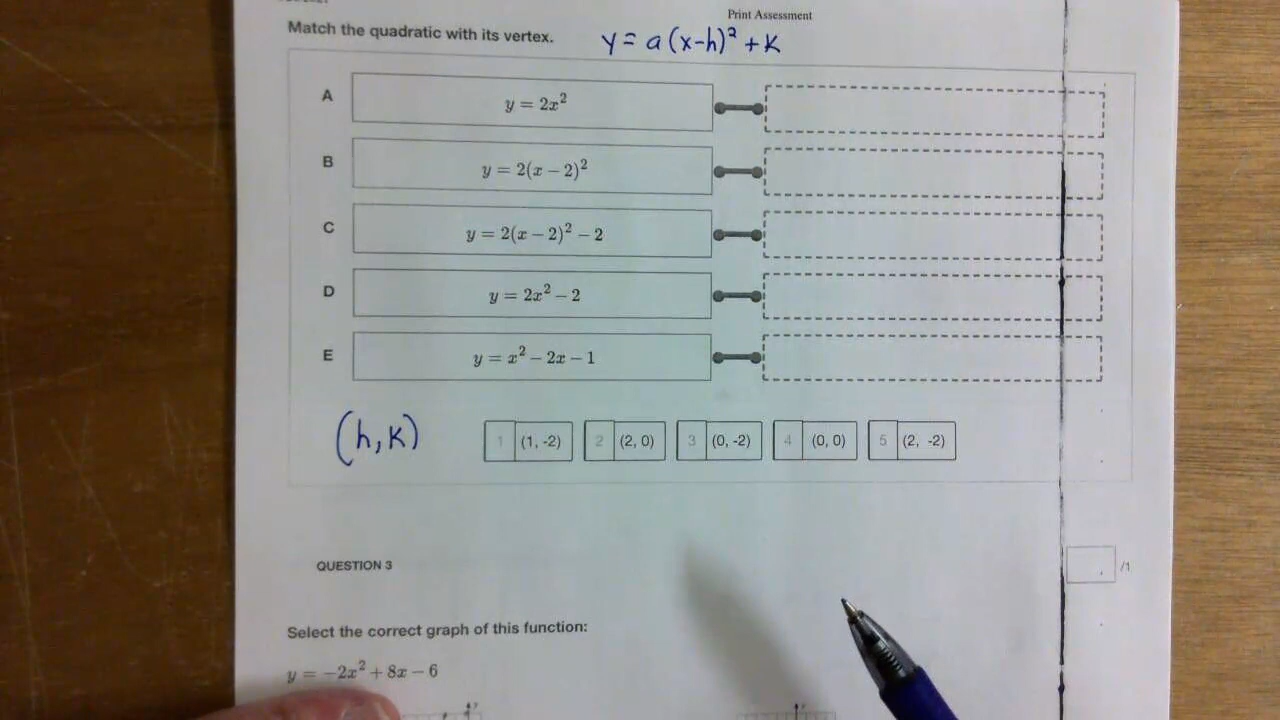 Print Assessment
Match the quadratic with its vertex. y = a(x-h)² + k
A y = 2x²
B y = 2(x − 2)²
C y = 2(x − 2)² − 2
D y = 2x² − 2
E y = x² − 2x − 1
(h,k) 1 (1, -2) 2 (2, 0) 3 (0, -2) 4 (0, 0) 5 (2, -2)
QUESTION 3 /1
Select the correct graph of this function:
y = −2x² + 8x − 6
y y